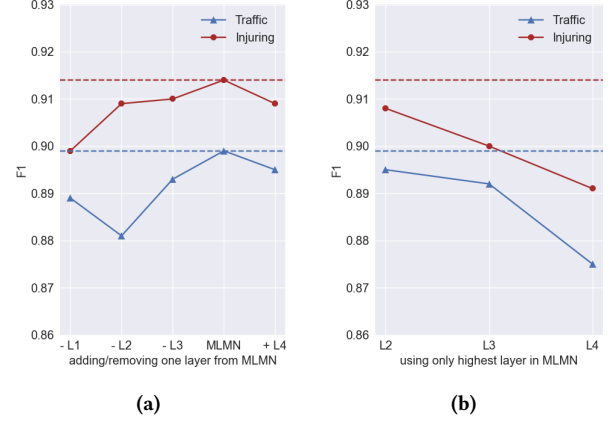 0.93
0.92
0.91
0.90
0.89
0.88
0.87
0.86
F1
Traffic
Injuring
- L1
- L2
- L3
MLMN
+ L4
adding/removing one layer from MLMN
(a)
0.93
0.92
0.91
0.90
0.89
0.88
0.87
0.86
F1
Traffic
Injuring
L2
L3
L4
using only highest layer in MLMN
(b)